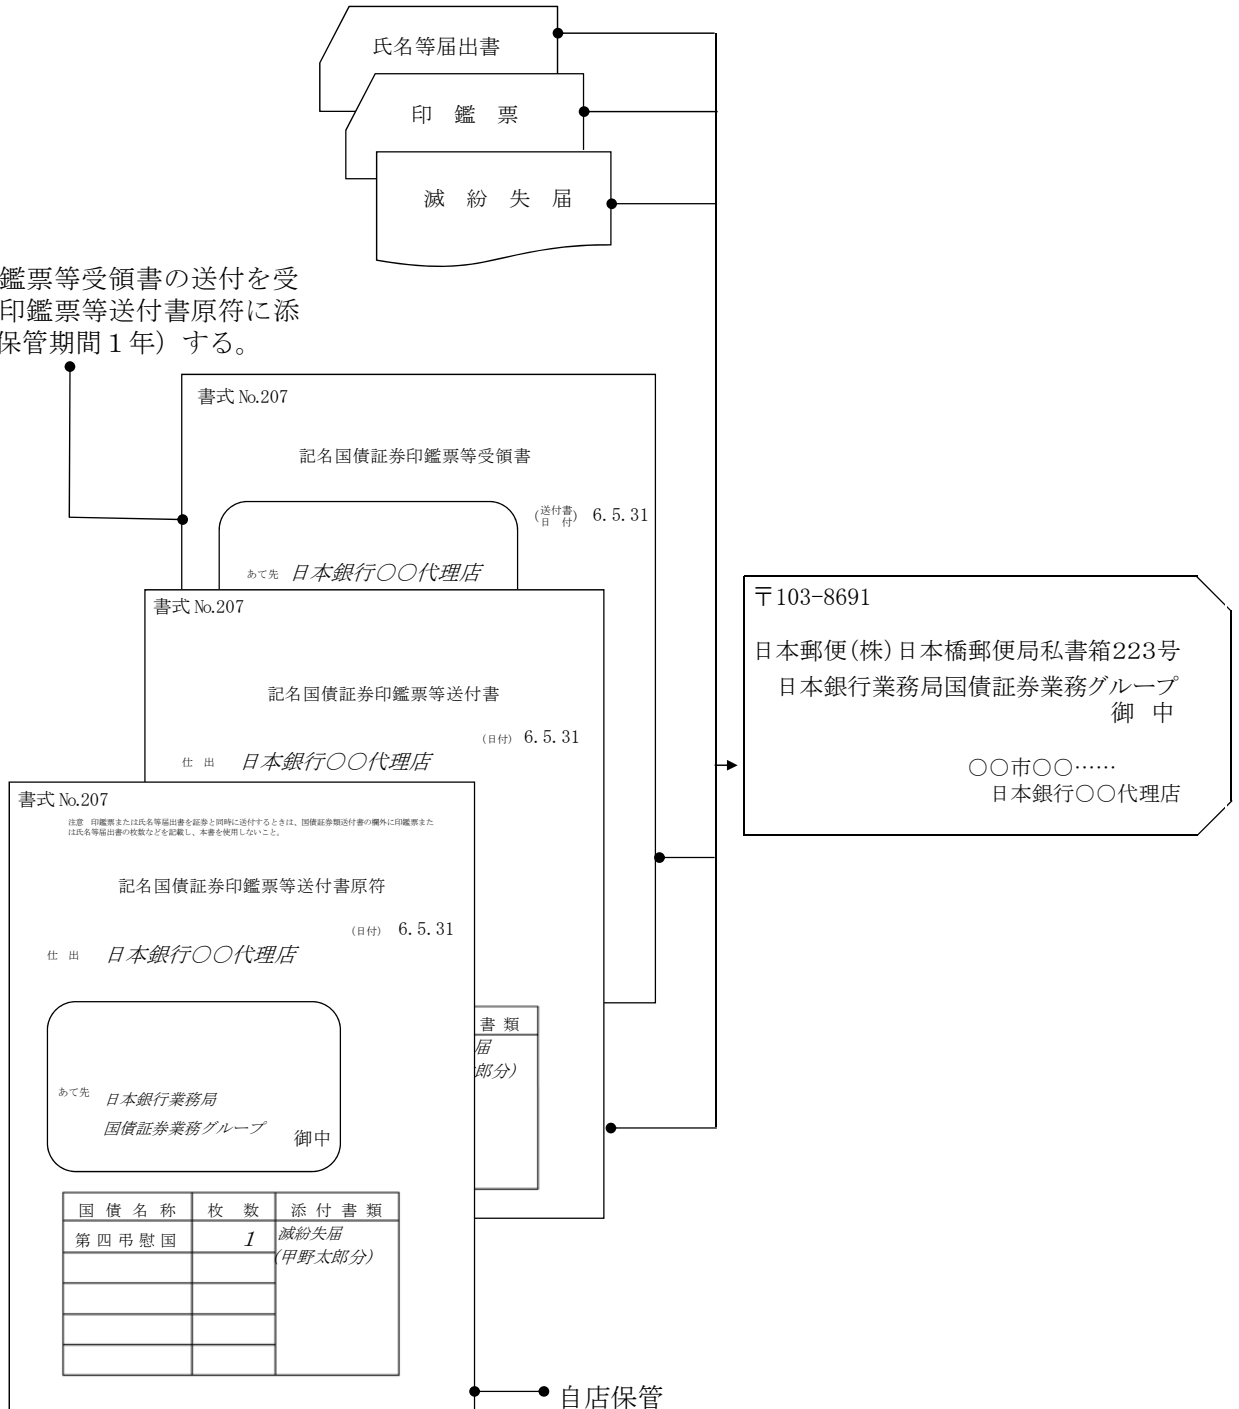 氏名等届出書
印　鑑　票
滅　紛　失　届
鑑票等受領書の送付を受
印鑑票等送付書原符に添
保管期間１年）する。
書式 №207
記名国債証券印鑑票等受領書
(送付書日　付) 6.5.31
あて先 日本銀行〇〇代理店
書式 №207
記名国債証券印鑑票等送付書
(日付) 6.5.31
仕　出 日本銀行〇〇代理店
書類
届
郎分)
書式 №207
注意　印鑑票または氏名等届出書を証券と同時に送付するときは、国債証券類送付書の欄外に印鑑票また
は氏名等届出書の枚数などを記載し、本書を使用しないこと。
記名国債証券印鑑票等送付書原符
(日付) 6.5.31
仕　出 日本銀行〇〇代理店
あて先 日本銀行業務局
国債証券業務グループ 御中
国債名称 枚　数 添付書類
第四弔慰国 1 滅紛失届
(甲野太郎分)
自店保管
〒103-8691
日本郵便(株)日本橋郵便局私書箱223号
日本銀行業務局国債証券業務グループ
御　中
〇〇市〇〇……
日本銀行〇〇代理店